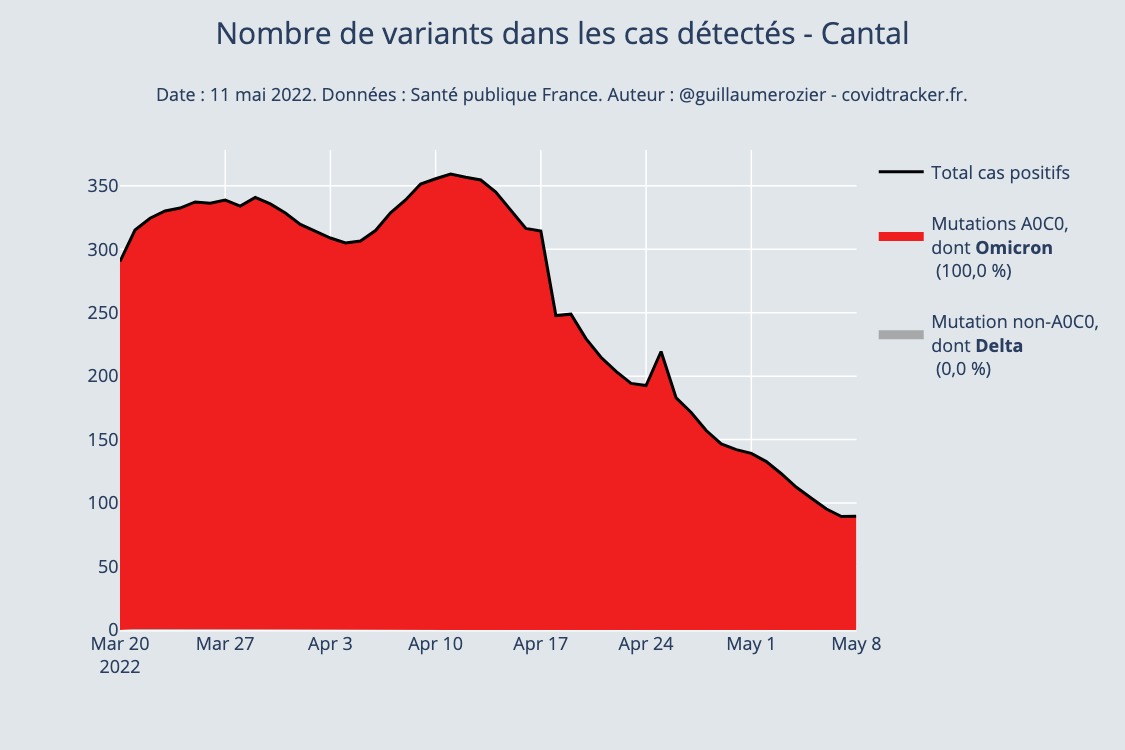 Nombre de variants dans les cas détectés - Cantal
Date : 11 mai 2022. Données : Santé publique France. Auteur : @guillaumerozier - covidtracker.fr.
350
300
250
200
150
100
50
0
Mar 20
2022
Mar 27
Apr 3
Apr 10
Apr 17
Apr 24
May 1
May 8
Total cas positifs
Mutations A0C0,
dont Omicron
(100,0 %)
Mutation non-A0C0,
dont Delta
(0,0 %)